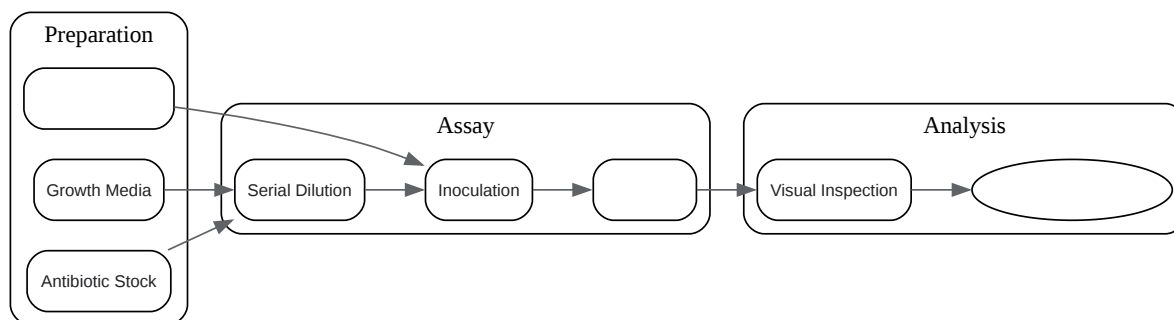 Preparation
Growth Media
Antibiotic Stock
Assay
Serial Dilution
Inoculation
Analysis
Visual Inspection